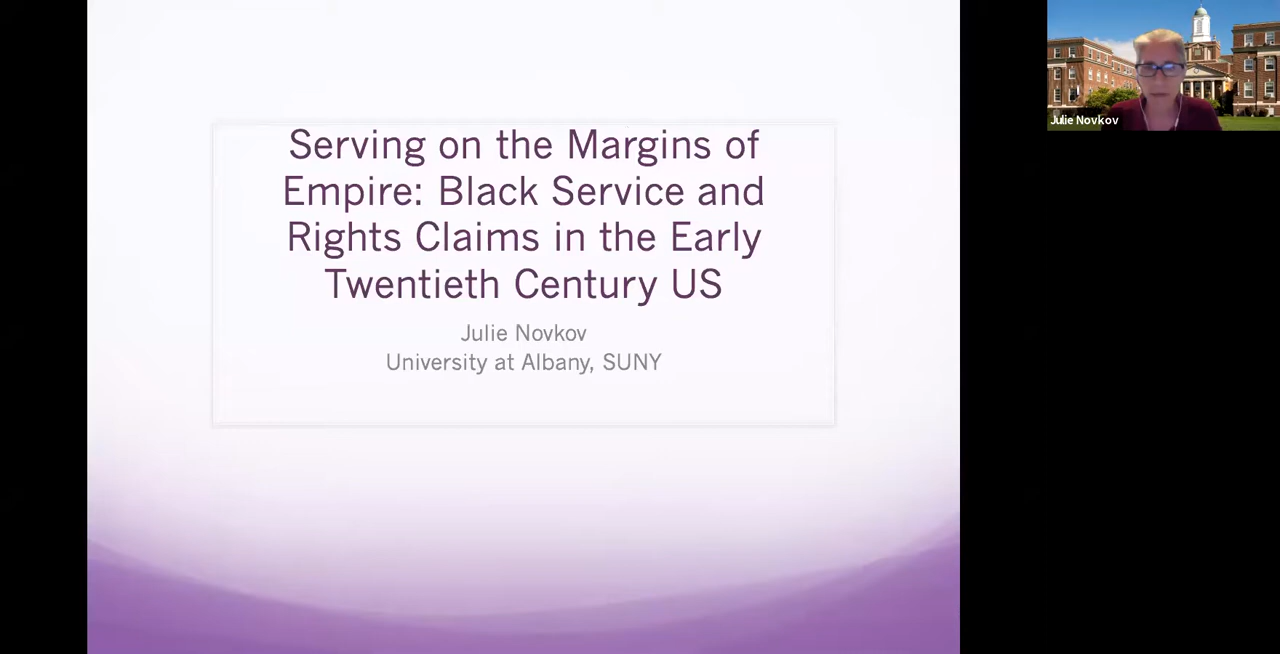 Serving on the Margins of
Empire: Black Service and
Rights Claims in the Early
Twentieth Century US
Julie Novkov
University at Albany, SUNY
Julie Novkov